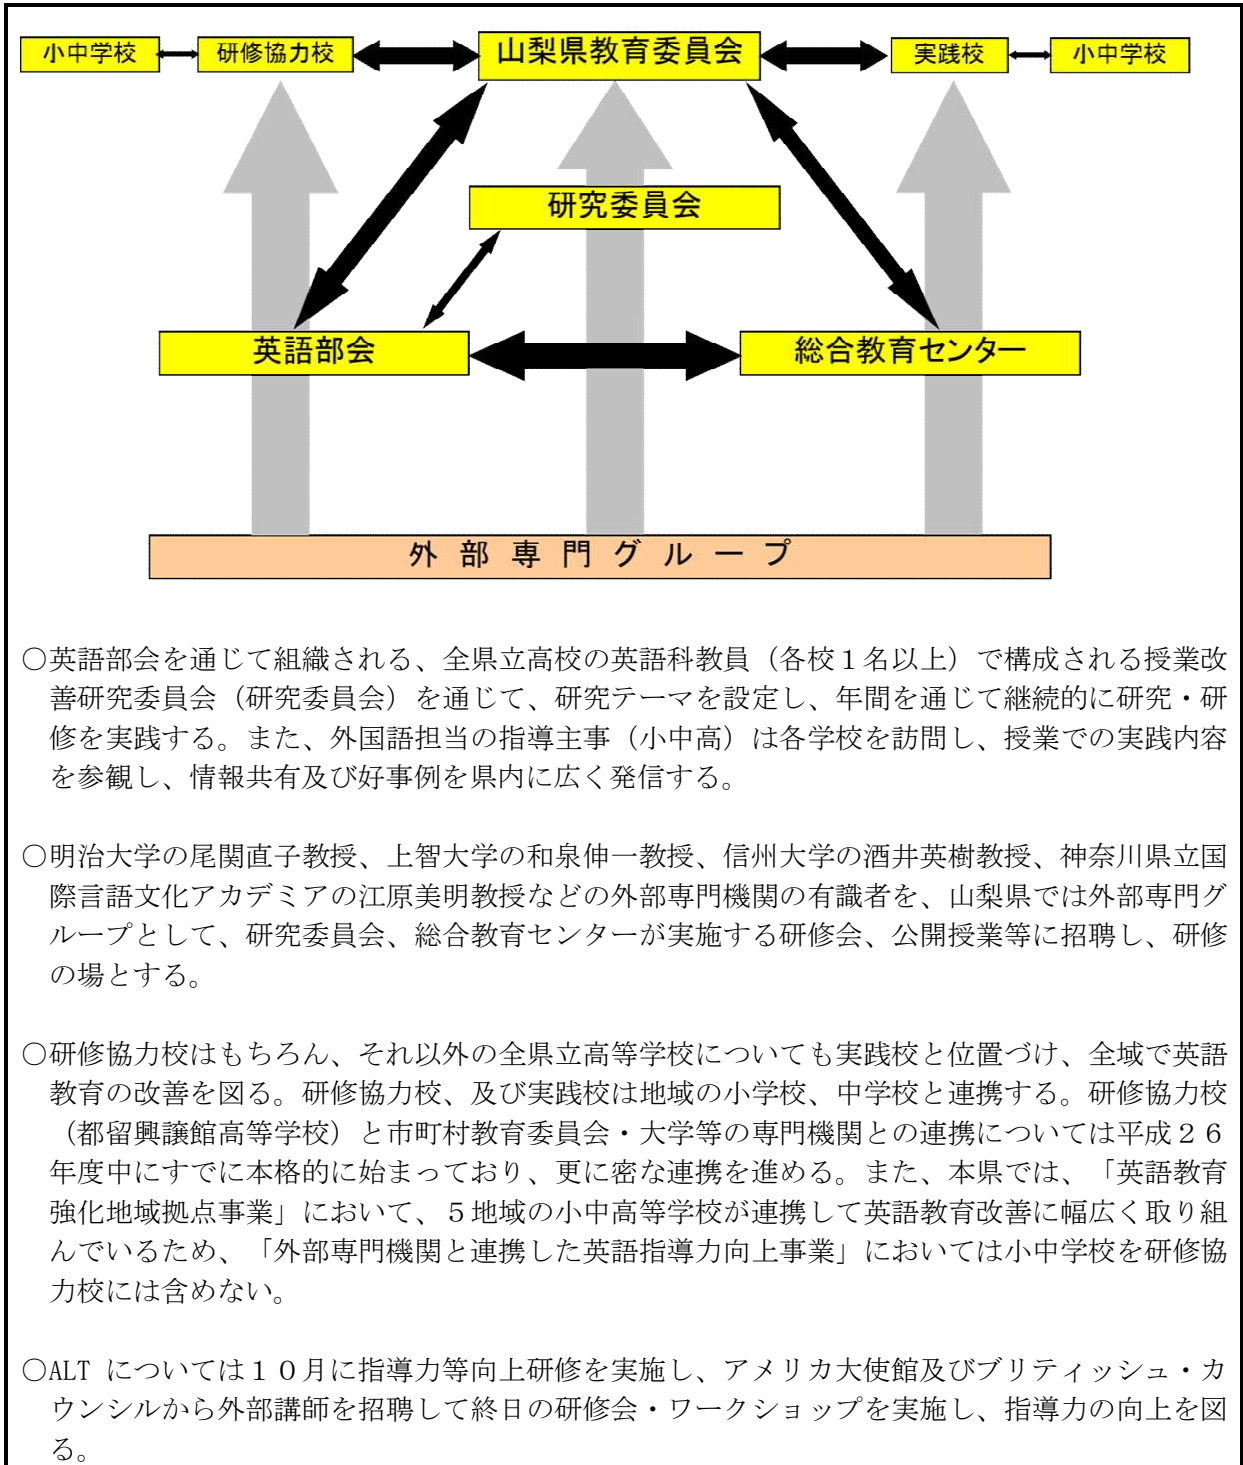 小中学校 研修協力校 山梨県教育委員会 実践校 小中学校
研究委員会
英語部会 総合教育センター
外部専門グループ
○英語部会を通じて組織される、全県立高校の英語科教員（各校１名以上）で構成される授業改
善研究委員会（研究委員会）を通じて、研究テーマを設定し、年間を通じて継続的に研究・研
修を実践する。また、外国語担当の指導主事（小中高）は各学校を訪問し、授業での実践内容
を参観し、情報共有及び好事例を県内に広く発信する。
○明治大学の尾関直子教授、上智大学の和泉伸一教授、信州大学の酒井英樹教授、神奈川県立国
際言語文化アカデミアの江原美明教授などの外部専門機関の有識者を、山梨県では外部専門グ
ループとして、研究委員会、総合教育センターが実施する研修会、公開授業等に招聘し、研修
の場とする。
○研修協力校はもちろん、それ以外の全県立高等学校についても実践校と位置づけ、全域で英語
教育の改善を図る。研修協力校、及び実践校は地域の小学校、中学校と連携する。研修協力校
（都留興譲館高等学校）と市町村教育委員会・大学等の専門機関との連携については平成２６
年度中にすでに本格的に始まっており、更に密な連携を進める。また、本県では、「英語教育
強化地域拠点事業」において、５地域の小中高等学校が連携して英語教育改善に幅広く取り組
んでいるため、「外部専門機関と連携した英語指導力向上事業」においては小中学校を研修協
力校には含めない。
○ALT については１０月に指導力等向上研修を実施し、アメリカ大使館及びブリティッシュ・カ
ウンシルから外部講師を招聘して終日の研修会・ワークショップを実施し、指導力の向上を図
る。